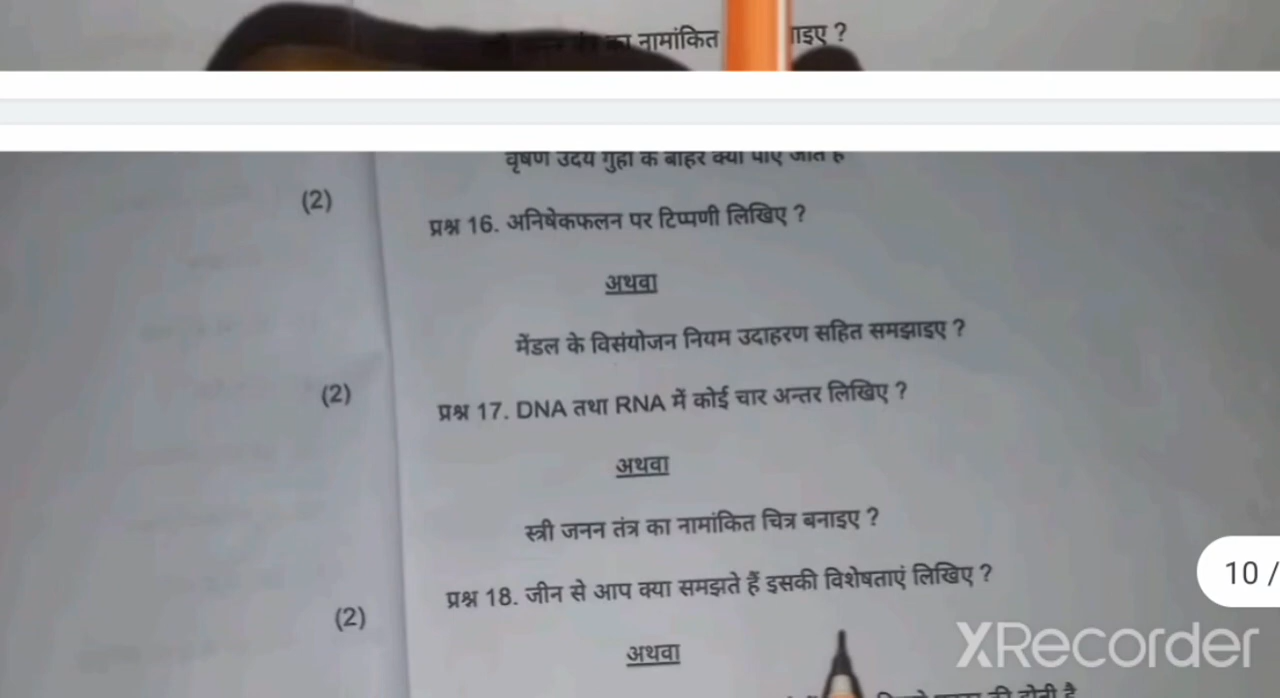 का नामांकित
ाइए ?
वृषण उदय गुहा के बाहर क्यों पाए जाते है
(2)
प्रश्न 16. अनिषेकफलन पर टिप्पणी लिखिए ?
अथवा
मेंडल के विसंयोजन नियम उदाहरण सहित समझाइए ?
(2)
प्रश्न 17. DNA तथा RNA में कोई चार अन्तर लिखिए ?
अथवा
स्त्री जनन तंत्र का नामांकित चित्र बनाइए ?
प्रश्न 18. जीन से आप क्या समझते हैं इसकी विशेषताएं लिखिए ?
(2)
अथवा
10 /
XRecorder
की होती है